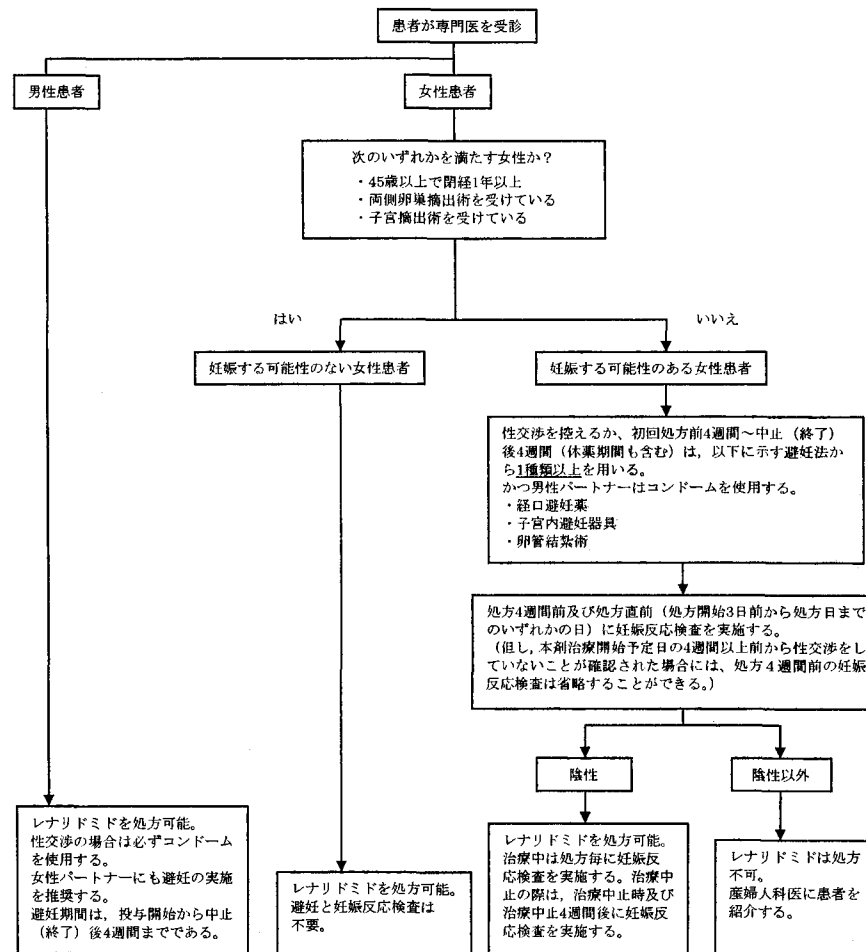 患者が専門医を受診
男性患者
女性患者
次のいずれかを満たす女性か？
・45歳以上で閉経1年以上
・両側卵巣摘出術を受けている
・子宮摘出術を受けている
はい
いいえ
妊娠する可能性のない女性患者
妊娠する可能性のある女性患者
性交渉を控えるか、初回処方前4週間～中止（終了）
後4週間（休薬期間も含む）は，以下に示す避妊法か
ら1種類以上を用いる。
かつ男性パートナーはコンドームを使用する。
・経口避妊薬
・子宮内避妊器具
・卵管結紮術
処方4週間前及び処方直前（処方開始3日前から処方日まで
のいずれかの日）に妊娠反応検査を実施する。
（但し，本剤治療開始予定日の4週間以上前から性交渉をし
ていないことが確認された場合には、処方４週間前の妊娠
反応検査は省略することができる。）
陰性
陰性以外
レナリドミドを処方可能。
性交渉の場合は必ずコンドーム
を使用する。
女性パートナーにも避妊の実施
を推奨する。
避妊期間は，投与開始から中止
（終了）後4週間までである。
レナリドミドを処方可能。
避妊と妊娠反応検査は
不要。
レナリドミドを処方可能。
治療中は処方毎に妊娠反
応検査を実施する。治療中
止の際は，治療中止時及び
治療中止4週間後に妊娠反
応検査を実施する。
レナリドミドは処方
不可。
産婦人科医に患者を
紹介する。